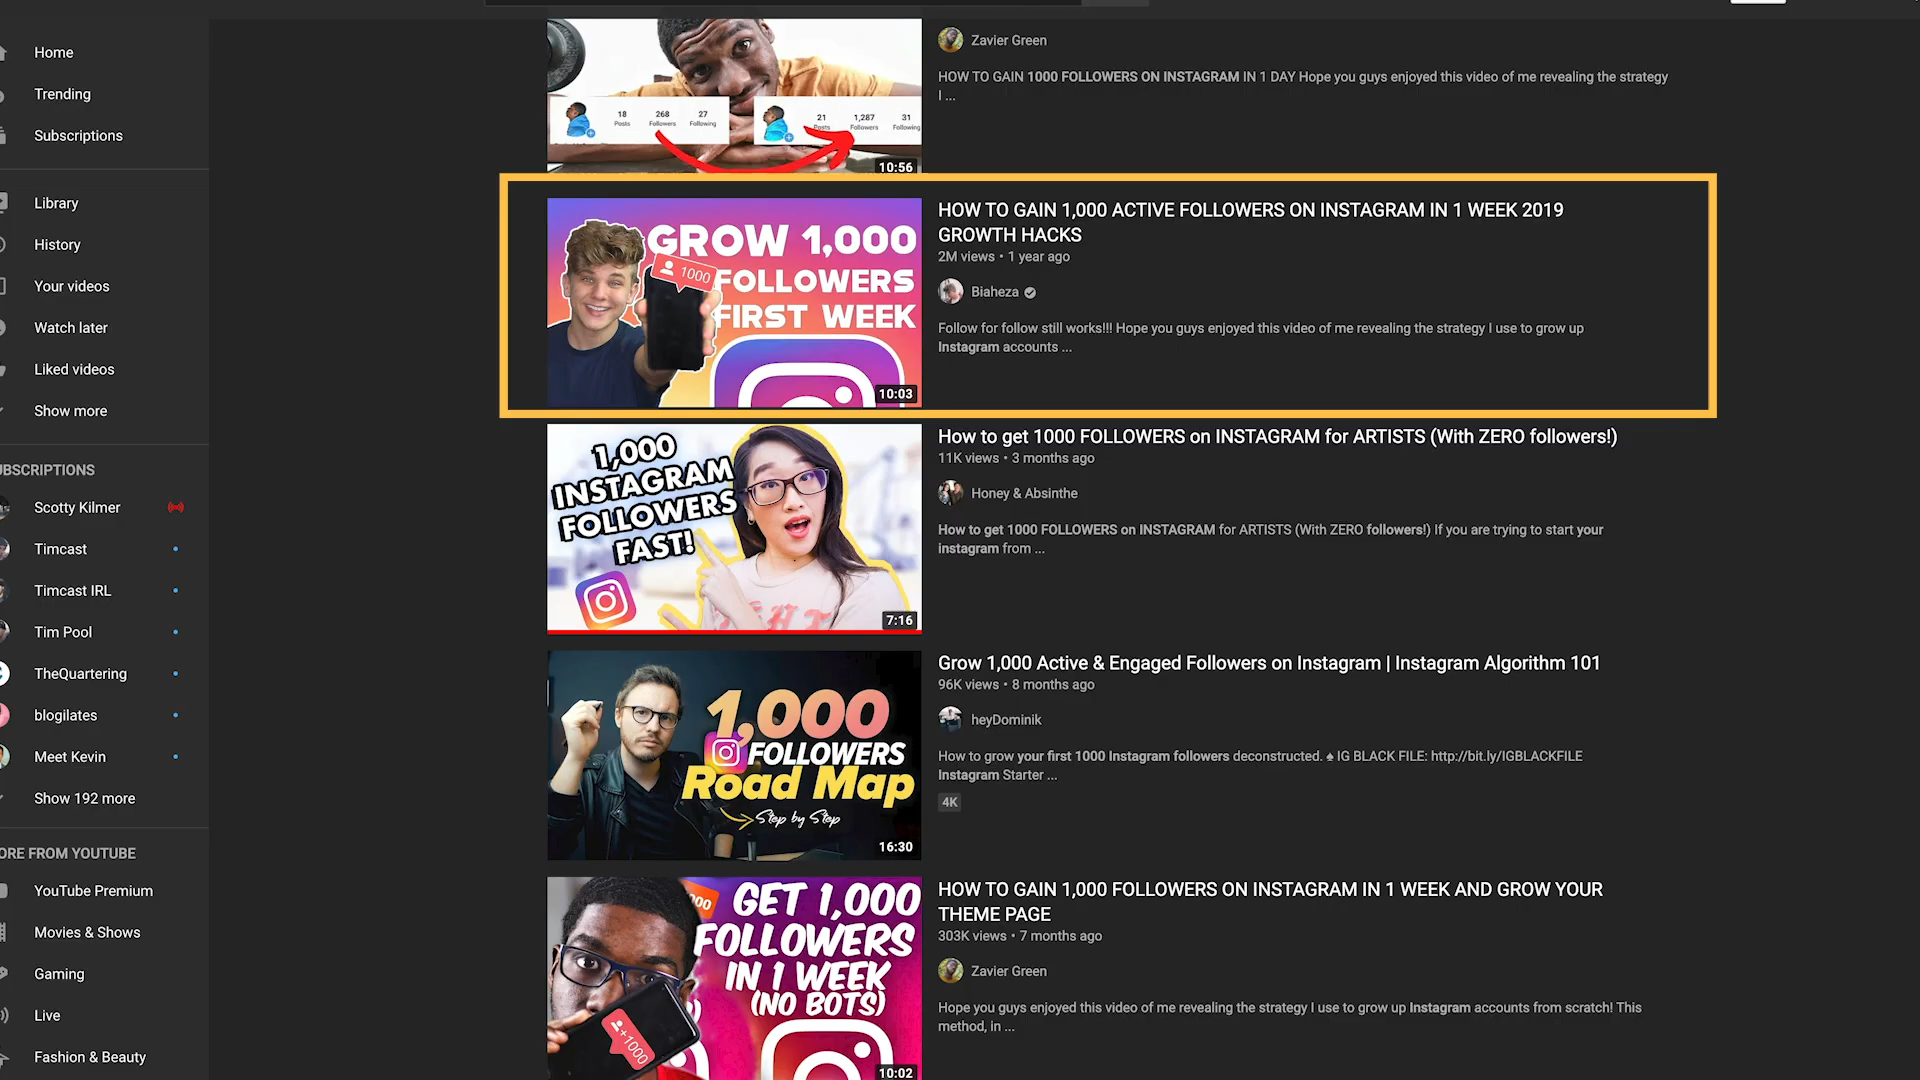 Home
Trending
Subscriptions
Library
History
Your videos
Watch later
Liked videos
Show more
UBSCRIPTIONS
Scotty Kilmer
Timcast
Timcast IRL
Tim Pool
TheQuartering
blogilates
Meet Kevin
Show 192 more
ORE FROM YOUTUBE
YouTube Premium
Movies & Shows
Gaming
Live
Fashion & Beauty
18 268 27
Posts Followers Following
21 1,287 31
Posts Followers Following
10:56
Zavier Green
HOW TO GAIN 1000 FOLLOWERS ON INSTAGRAM IN 1 DAY Hope you guys enjoyed this video of me revealing the strategy
I ...
GROW 1,000
FOLLOWERS
FIRST WEEK
1000
10:03
HOW TO GAIN 1,000 ACTIVE FOLLOWERS ON INSTAGRAM IN 1 WEEK 2019
GROWTH HACKS
2M views • 1 year ago
Biaheza
Follow for follow still works!!! Hope you guys enjoyed this video of me revealing the strategy I use to grow up
Instagram accounts ...
1,000
INSTAGRAM
FOLLOWERS
FAST!
7:16
How to get 1000 FOLLOWERS on INSTAGRAM for ARTISTS (With ZERO followers!)
11K views • 3 months ago
Honey & Absinthe
How to get 1000 FOLLOWERS on INSTAGRAM for ARTISTS (With ZERO followers!) If you are trying to start your
instagram from ...
1,000
FOLLOWERS
Road Map
Step by Step
16:30
Grow 1,000 Active & Engaged Followers on Instagram | Instagram Algorithm 101
96K views • 8 months ago
heyDominik
How to grow your first 1000 Instagram followers deconstructed. ♠ IG BLACK FILE: http://bit.ly/IGBLACKFILE
Instagram Starter ...
4K
GET 1,000
FOLLOWERS
IN 1 WEEK
(NO BOTS)
+1000
10:02
HOW TO GAIN 1,000 FOLLOWERS ON INSTAGRAM IN 1 WEEK AND GROW YOUR
THEME PAGE
303K views • 7 months ago
Zavier Green
Hope you guys enjoyed this video of me revealing the strategy I use to grow up Instagram accounts from scratch! This
method, in ...